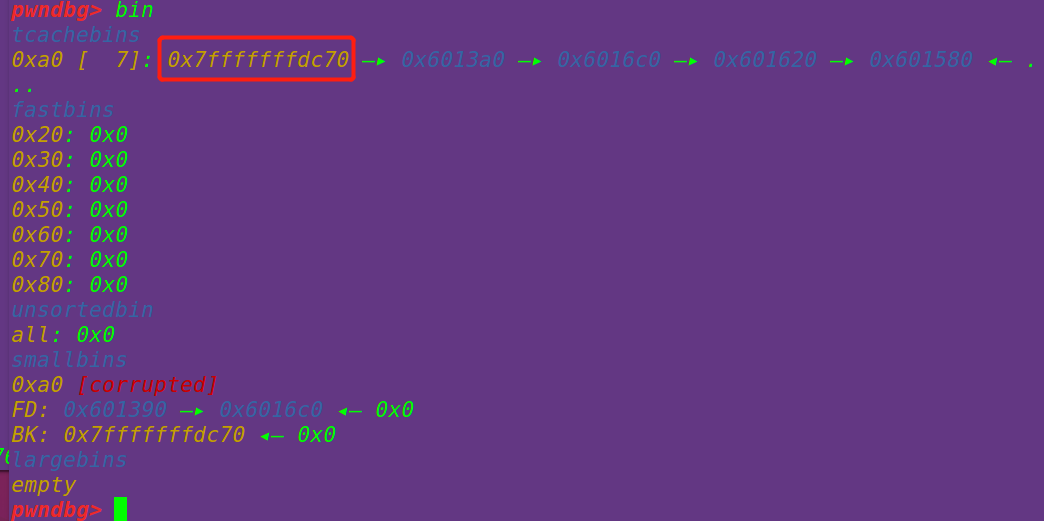 pwndbg> bin
tcachebins
0xa0 [  7]: 0x7fffffffdc70 —▸ 0x6013a0 —▸ 0x6016c0 —▸ 0x601620 —▸ 0x601580 ◂— .
..
fastbins
0x20: 0x0
0x30: 0x0
0x40: 0x0
0x50: 0x0
0x60: 0x0
0x70: 0x0
0x80: 0x0
unsortedbin
all: 0x0
smallbins
0xa0 [corrupted]
FD: 0x601390 —▸ 0x6016c0 ◂— 0x0
BK: 0x7fffffffdc70 ◂— 0x0
largebins
empty
pwndbg>